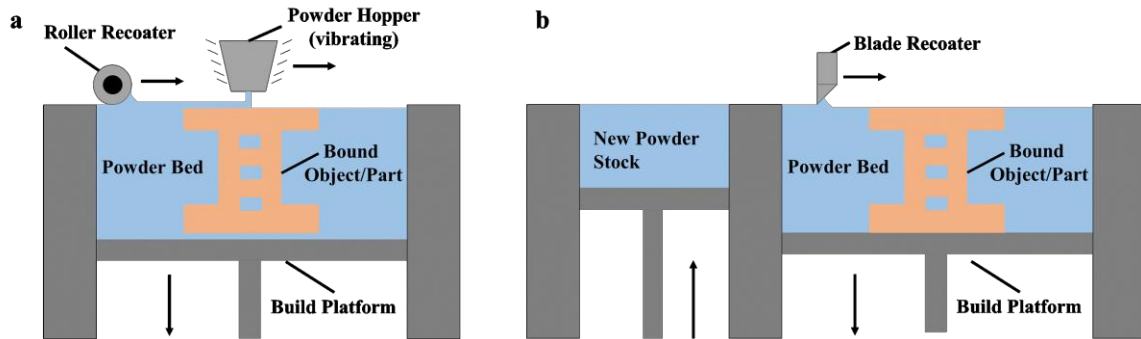 a
Roller Recoater
Powder Hopper
(vibrating)
Powder Bed
Bound
Object/Part
Build Platform
b
Blade Recoater
New Powder
Stock
Powder Bed
Bound
Object/Part
Build Platform